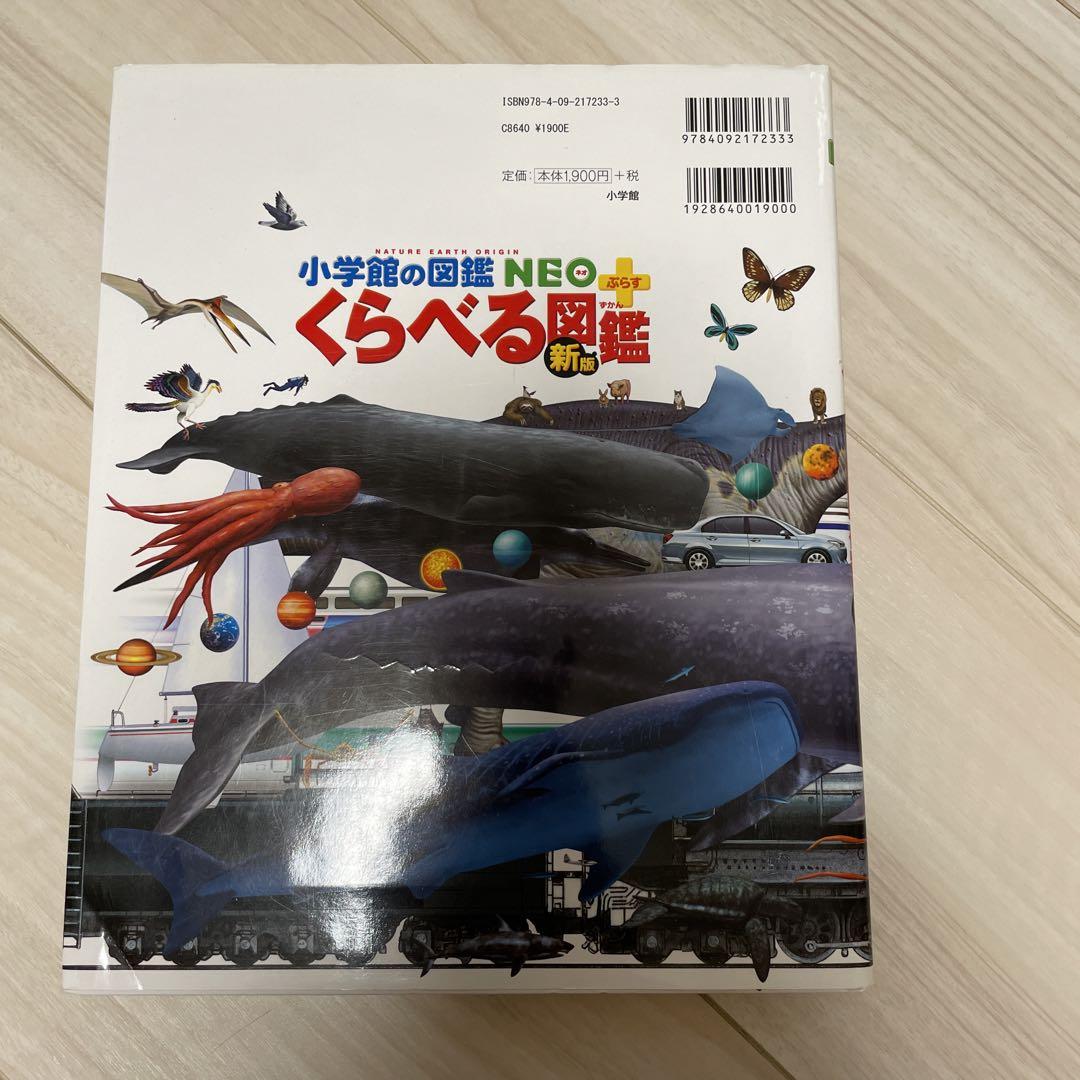 ISBN978-4-09-217233-3
C8640 ¥1900E
9784092172333
定価:本体1,900円+税
小学館
1928640019000
NATURE EARTH ORIGIN
小学館の図鑑 NEO ネオ ぷらす
くらべる図鑑 ずかん
新版